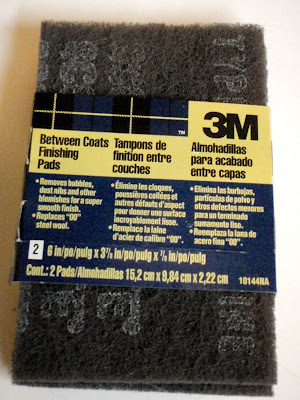 3M
™
Between Coats
Finishing
Pads
• Removes bubbles,
dust nibs and other
blemishes for a super
smooth finish.
• Replaces "00"
steel wool.
Tampons de
finition entre
couches
• Élimine les cloques,
poussières collées et
autres défauts d'aspect
pour donner une surface
incroyablement lisse.
• Remplace la laine
d'acier de calibre "00".
Almohadillas
para acabado
entre capas
• Elimina las burbujas,
partículas de polvo y
otros defectos menores
para un terminado
sumamente liso.
• Reemplaza la lana de
acero fina "00".
2 6 in/po/pulg x 3⅞ in/po/pulg x ⅞ in/po/pulg
Cont.: 2 Pads/Almohadillas 15,2 cm x 9,84 cm x 2,22 cm
10144NA